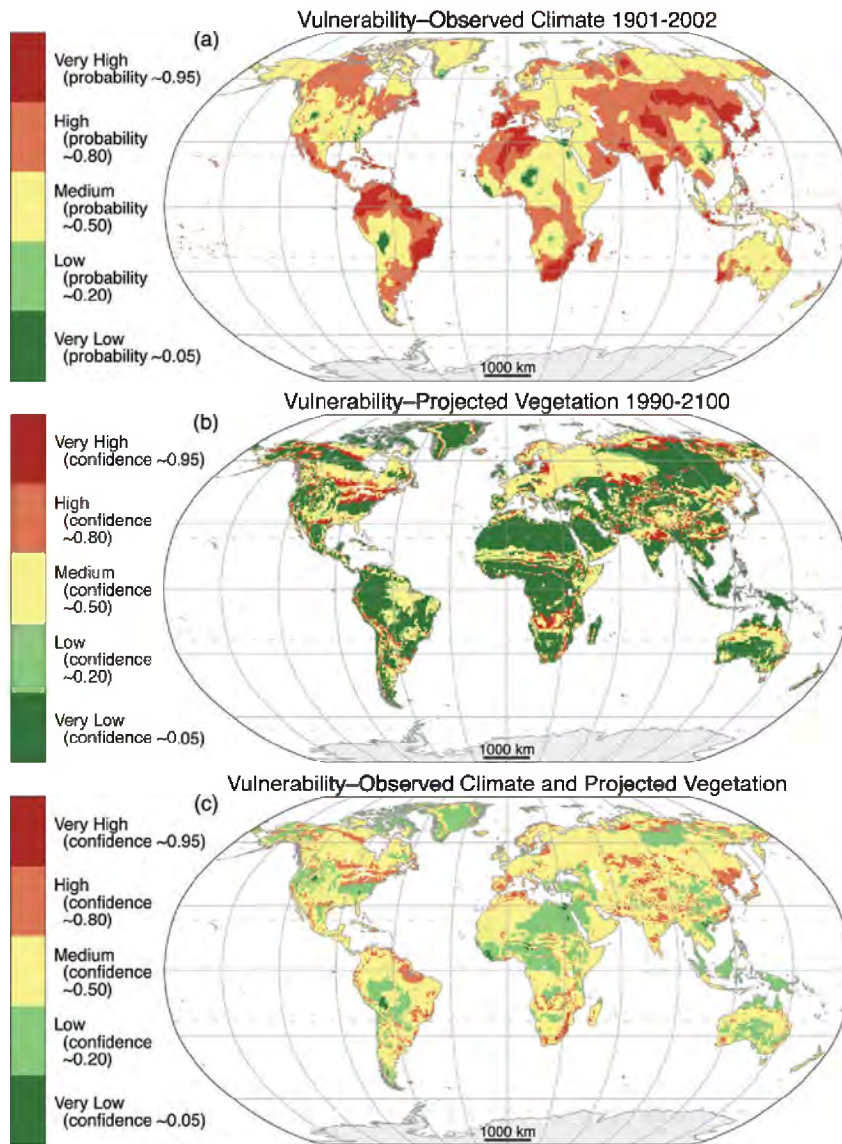 Vulnerability–Observed Climate 1901-2002
(a)
Very High
(probability ~0.95)
High
(probability
~0.80)
Medium
(probability
~0.50)
Low
(probability
~0.20)
Very Low
(probability ~0.05)
1000 km
Vulnerability–Projected Vegetation 1990-2100
(b)
Very High
(confidence ~0.95)
High
(confidence
~0.80)
Medium
(confidence
~0.50)
Low
(confidence
~0.20)
Very Low
(confidence ~0.05)
1000 km
Vulnerability–Observed Climate and Projected Vegetation
(c)
Very High
(confidence ~0.95)
High
(confidence
~0.80)
Medium
(confidence
~0.50)
Low
(confidence
~0.20)
Very Low
(confidence ~0.05)
1000 km